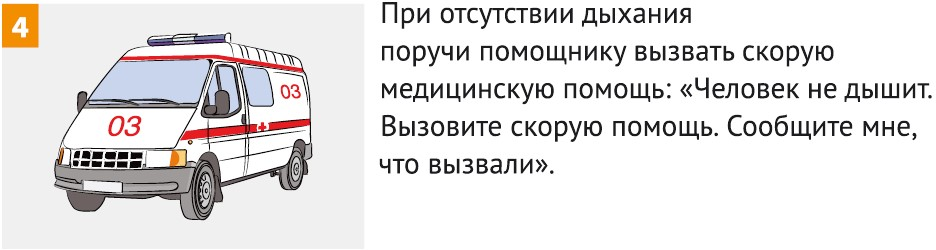 4
03
03
При отсутствии дыхания
поручи помощнику вызвать скорую
медицинскую помощь: «Человек не дышит.
Вызовите скорую помощь. Сообщите мне,
что вызвали».